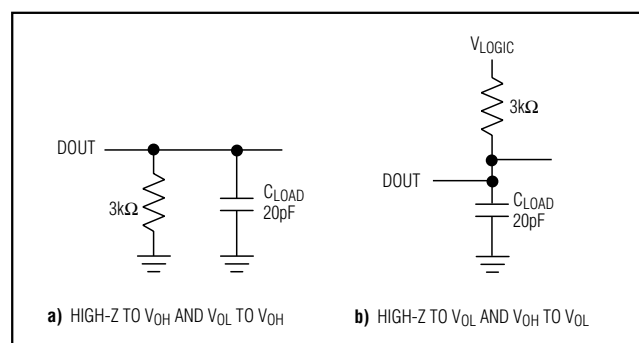 DOUT
3kΩ
CLOAD
20pF
a) HIGH-Z TO VOH AND VOL TO VOH
VLOGIC
3kΩ
DOUT
CLOAD
20pF
b) HIGH-Z TO VOL AND VOH TO VOL